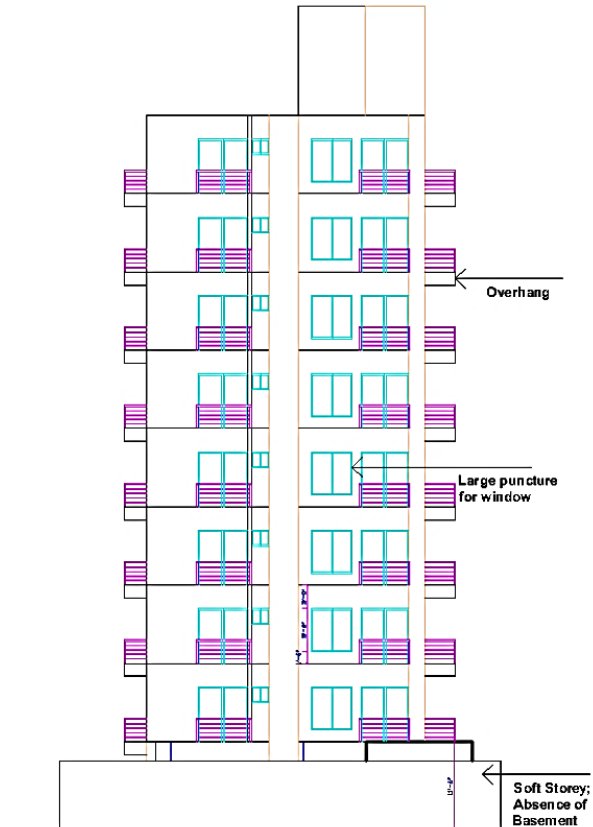 Overhang
Large puncture
for window
Soft Storey;
Absence of
Basement